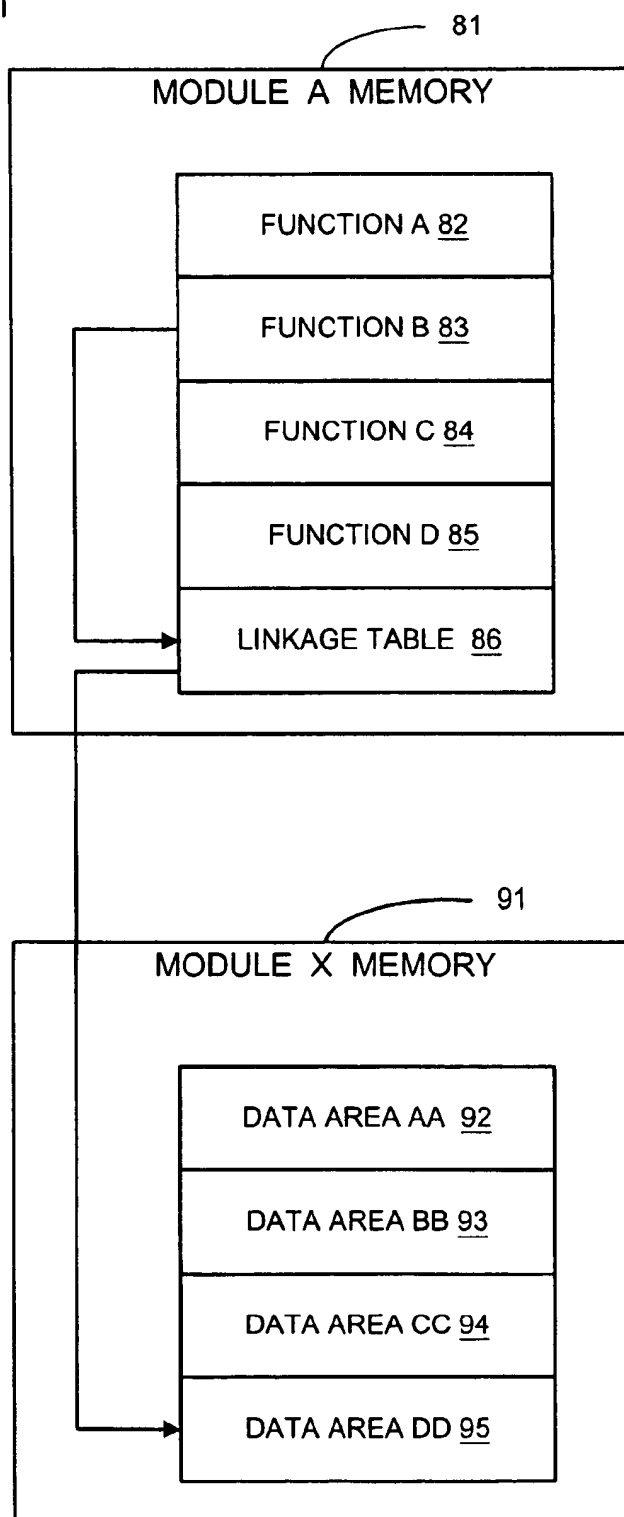 81
MODULE A MEMORY
FUNCTION A 82
FUNCTION B 83
FUNCTION C 84
FUNCTION D 85
LINKAGE TABLE 86
91
MODULE X MEMORY
DATA AREA AA 92
DATA AREA BB 93
DATA AREA CC 94
DATA AREA DD 95